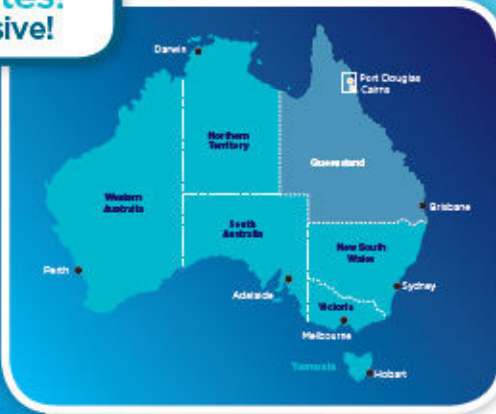 tes!
sive!
Darwin
Port Douglas
Cairns
Northern
Territory
Queensland
Western
Australia
South
Australia
Brisbane
New South
Wales
Perth
Adelaide
Sydney
Victoria
Melbourne
Tasmania
Hobart